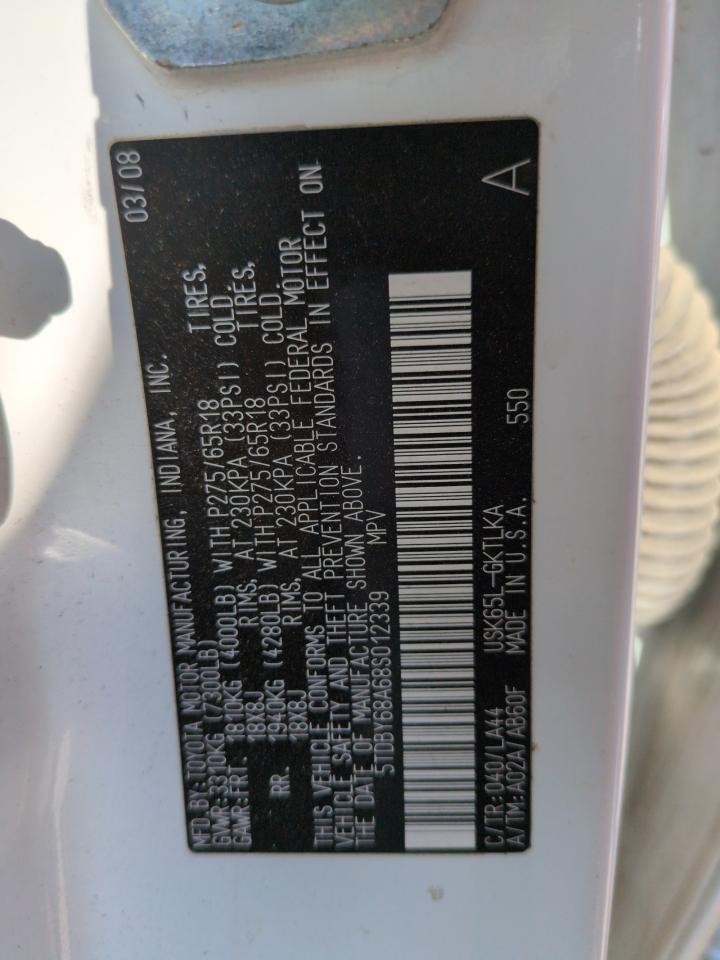 MFD. BY: TOYOTA MOTOR MANUFACTURING, INDIANA, INC. 03/08
GVWR:3310KG (7300LB)
GAWR:FRT. 1810KG (4000LB) WITH P275/65R18 TIRES,
18X8J RIMS, AT 230KPA (33PSI) COLD.
RR. 1940KG (4280LB) WITH P275/65R18 TIRES,
18X8J RIMS, AT 230KPA (33PSI) COLD.
THIS VEHICLE CONFORMS TO ALL APPLICABLE FEDERAL MOTOR
VEHICLE SAFETY AND THEFT PREVENTION STANDARDS IN EFFECT ON
THE DATE OF MANUFACTURE SHOWN ABOVE.
5TDBY68A68S012339 MPV
C/TR:040/LA44 USK65L-GKTLKA 550 A
A/TM:A02A/AB60F MADE IN U.S.A.